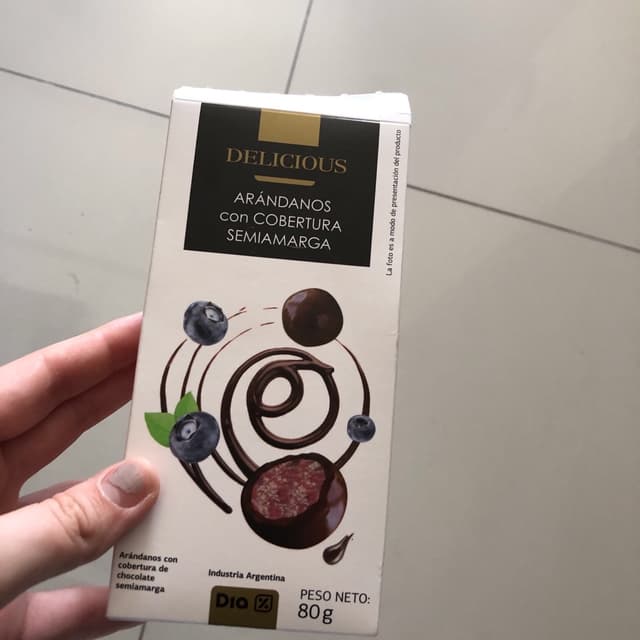 DELICIOUS
ARÁNDANOS
con COBERTURA
SEMIAMARGA
La foto es a modo de presentación del producto
Arándanos con
cobertura de
chocolate
semiamarga
Industria Argentina
Dia %
PESO NETO:
80g